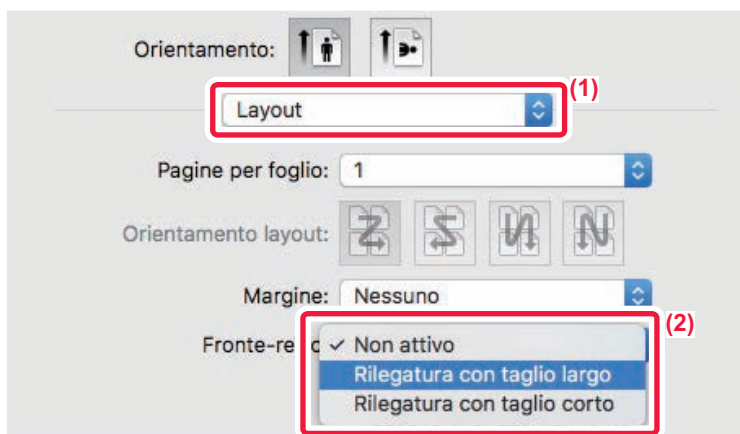 Orientamento:
(1)
Layout
Pagine per foglio: 1
Orientamento layout:
Margine: Nessuno
(2)
Fronte-re ✓ Non attivo
Rilegatura con taglio largo
Rilegatura con taglio corto